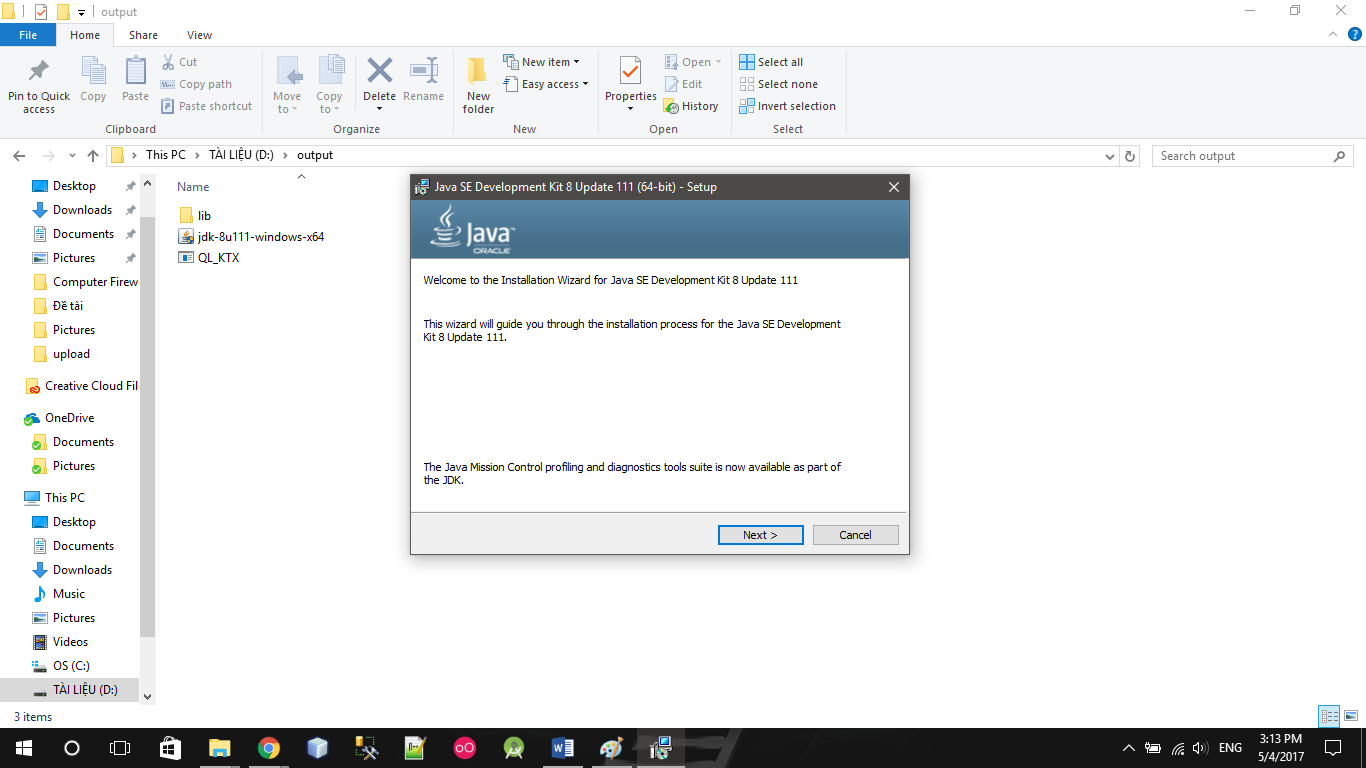 output
File Home Share View
Pin to Quick access
Copy
Paste
Cut
Copy path
Paste shortcut
Clipboard
Move to
Copy to
Delete
Rename
Organize
New folder
New item
Easy access
New
Properties
Open
Edit
History
Open
Select all
Select none
Invert selection
Select
This PC TÀI LIỆU (D:) output
Search output
Desktop
Downloads
Documents
Pictures
Computer Firew
Đề tài
Pictures
upload
Creative Cloud Fil
OneDrive
Documents
Pictures
This PC
Desktop
Documents
Downloads
Music
Pictures
Videos
OS (C:)
TÀI LIỆU (D:)
Name
lib
jdk-8u111-windows-x64
QL_KTX
Java SE Development Kit 8 Update 111 (64-bit) - Setup
Java™
ORACLE
Welcome to the Installation Wizard for Java SE Development Kit 8 Update 111
This wizard will guide you through the installation process for the Java SE Development
Kit 8 Update 111.
The Java Mission Control profiling and diagnostics tools suite is now available as part of
the JDK.
Next >
Cancel
3 items
ENG
3:13 PM
5/4/2017